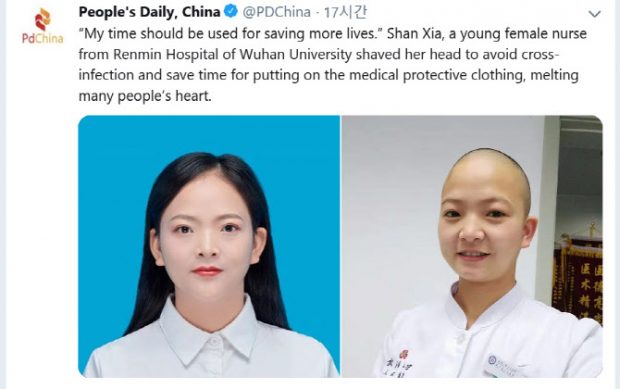 People's Daily, China @PDChina · 17시간
PdChina
“My time should be used for saving more lives.” Shan Xia, a young female nurse
from Renmin Hospital of Wuhan University shaved her head to avoid cross-
infection and save time for putting on the medical protective clothing, melting
many people’s heart.